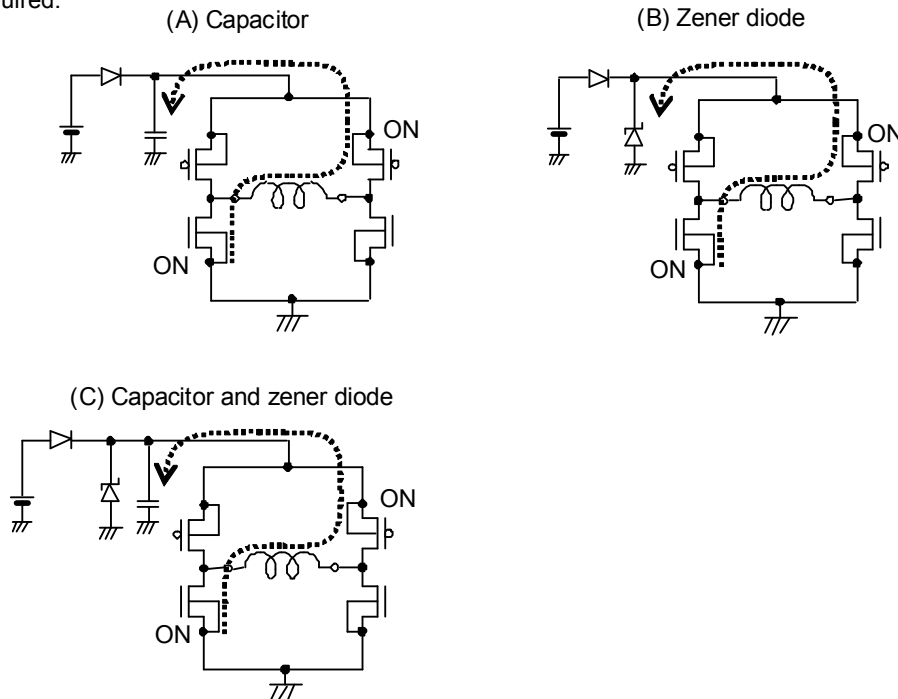 uired.
(A) Capacitor
(B) Zener diode
ON
ON
ON
ON
(C) Capacitor and zener diode
ON
ON